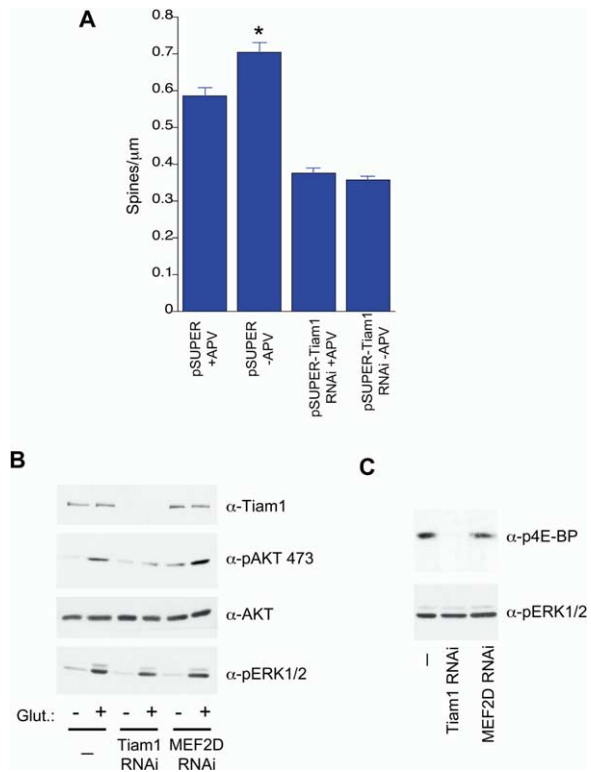 A
*
0.8
0.7
0.6
0.5
0.4
0.3
0.2
0.1
0
Spines/μm
pSUPER
+APV
pSUPER
-APV
pSUPER-Tiam1
RNAi +APV
pSUPER-Tiam1
RNAi -APV
B
α-Tiam1
α-pAKT 473
α-AKT
α-pERK1/2
Glut.: - + - + - +
– Tiam1 RNAi MEF2D RNAi
C
α-p4E-BP
α-pERK1/2
–
Tiam1 RNAi
MEF2D RNAi